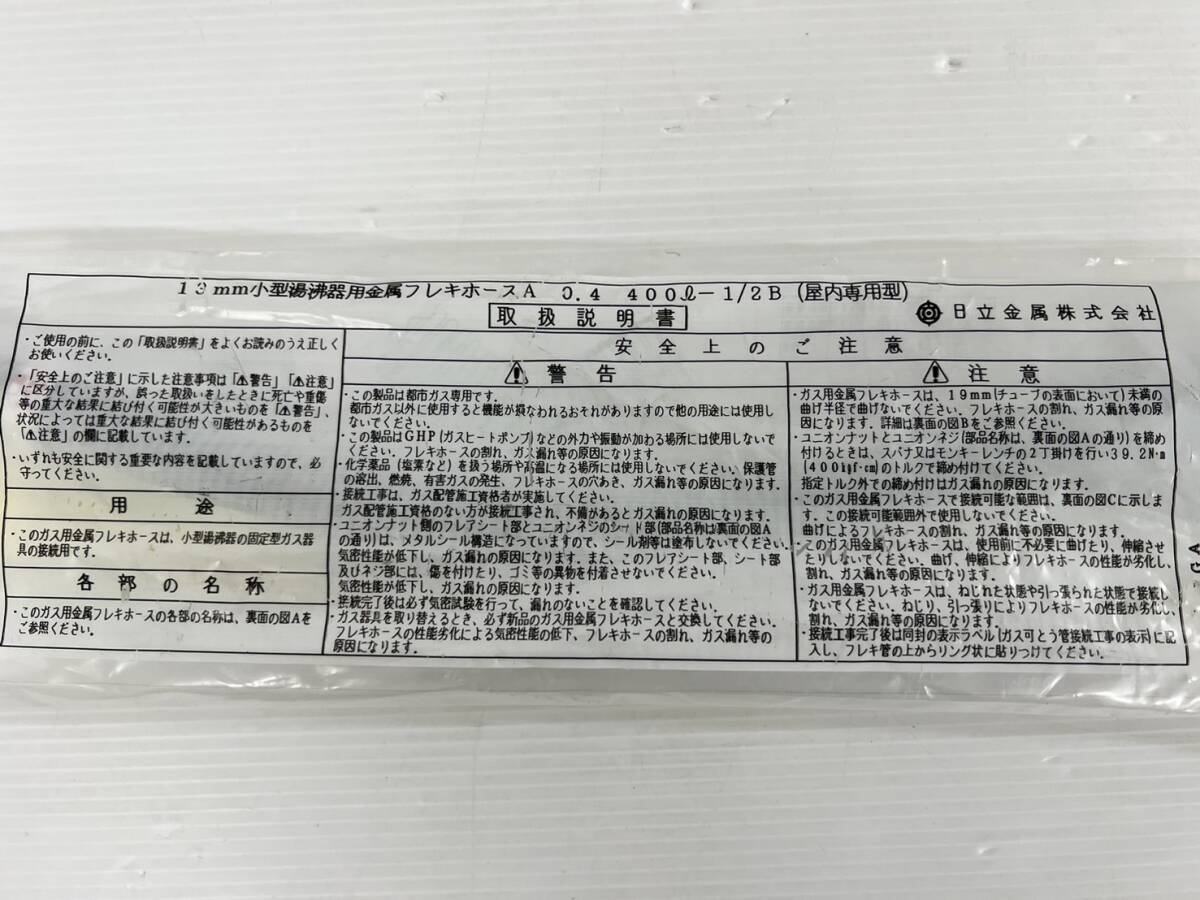 13mm小型湯沸器用金属フレキホースA 0.4 400ℓ-1/2B (屋内専用型)
取扱説明書
日立金属株式会社
・ご使用の前に、この「取扱説明書」をよくお読みのうえ正しく
お使いください。
・「安全上のご注意」に示した注意事項は「⚠警告」「⚠注意」
に区分していますが、誤った取扱いをしたときに死亡や重傷
等の重大な結果に結び付く可能性が大きいものを「⚠警告」、
状況によっては重大な結果に結び付く可能性があるものを
「⚠注意」の欄に記載しています。
・いずれも安全に関する重要な内容を記載していますので、必
守ってください。
用途
・このガス用金属フレキホースは、小型湯沸器の固定型ガス器
具の接続用です。
各部の名称
・このガス用金属フレキホースの各部の名称は、裏面の図Aを
ご参照ください。
安全上のご注意
⚠警告
・この製品は都市ガス専用です。
都市ガス以外に使用すると機能が損なわれるおそれがありますので他の用途には使用し
ないでください。
・この製品はGHP(ガスヒートポンプ)などの外力や振動が加わる場所には使用しないで
ください。フレキホースの割れ、ガス漏れ等の原因になります。
・化学薬品(塩素など)を扱う場所や高温になる場所には使用しないでください。保護管
の溶出、燃焼、有害ガスの発生、フレキホースの穴あき、ガス漏れ等の原因になります。
・接続工事は、ガス配管施工資格者が実施してください。
ガス配管施工資格のない方が接続工事され、不備があるとガス漏れの原因になります。
・ユニオンナット側のフレアシート部とユニオンネジのシート部(部品名称は裏面の図A
の通り)は、メタルシール構造になっていますので、シール剤等は塗布しないでください。
気密性能が低下し、ガス漏れの原因になります。また、このフレアシート部、シート部
及びネジ部には、傷を付けたり、ゴミ等の異物を付着させないでください。
気密性能が低下し、ガス漏れの原因になります。
・接続完了後は必ず気密試験を行って、漏れのないことを確認してください。
・ガス器具を取り替えるとき、必ず新品のガス用金属フレキホースと交換してください。
フレキホースの性能劣化による気密性能の低下、フレキホースの割れ、ガス漏れ等の
原因になります。
⚠注意
・ガス用金属フレキホースは、19mm(チューブの表面において)未満の
曲げ半径で曲げないでください。フレキホースの割れ、ガス漏れ等の原
因になります。詳細は裏面の図Bをご参照ください。
・ユニオンナットとユニオンネジ(部品名称は、裏面の図Aの通り)を締め
付けるときは、スパナ又はモンキーレンチの2丁掛けを行い39.2N・m
(400kgf・cm)のトルクで締め付けてください。
指定トルク外での締め付けはガス漏れの原因になります。
・このガス用金属フレキホースで接続可能な範囲は、裏面の図Cに示しま
す。この接続可能範囲外で使用しないでください。
曲げによるフレキホースの割れ、ガス漏れ等の原因になります。
・このガス用金属フレキホースは、使用前に不必要に曲げたり、伸縮させ
たりしないでください。曲げ、伸縮によりフレキホースの性能が劣化し、
割れ、ガス漏れ等の原因になります。
・ガス用金属フレキホースは、ねじれた状態や引っ張られた状態で接続し
ないでください。ねじり、引っ張りによりフレキホースの性能が劣化し、
割れ、ガス漏れ等の原因になります。
・接続工事完了後は同封の表示ラベル(ガス可とう管接続工事の表示)に記
入し、フレキ管の上からリング状に貼りつけてください。